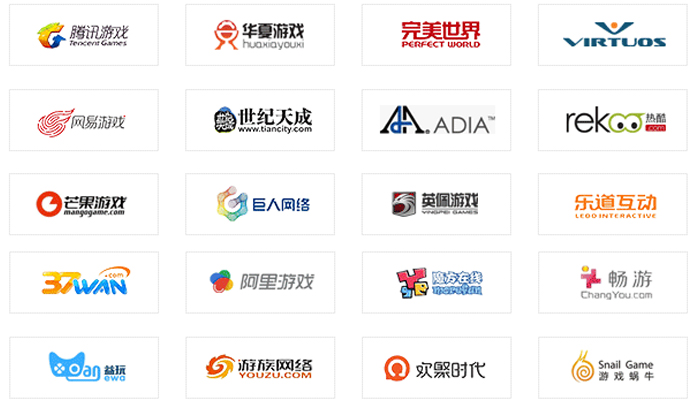 腾讯游戏
Tencent Games
华夏游戏
huaxiayouxi
完美世界
PERFECT WORLD
VIRTUOS
网易游戏
世纪天成
www.tiancity.com
ADIA™
rekoo 热酷
.com
芒果游戏
mangogame.com
巨人网络
英佩游戏
YINGPEI GAMES
乐道互动
LEDO INTERACTIVE
37WAN .com
阿里游戏
魔方在线
畅游
ChangYou.com
益玩
ewa
游族网络
YOUZU.COM
欢聚时代
Snail Game
游戏蜗牛